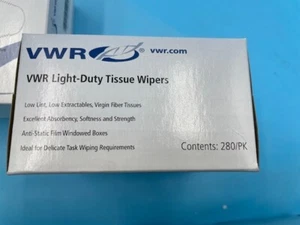 VWR® vwr.com
VWR Light-Duty Tissue Wipers
Low Lint, Low Extractables, Virgin Fiber Tissues
Excellent Absorbency, Softness and Strength
Anti-Static Film Windowed Boxes
Ideal for Delicate Task Wiping Requirements
Contents: 280/PK